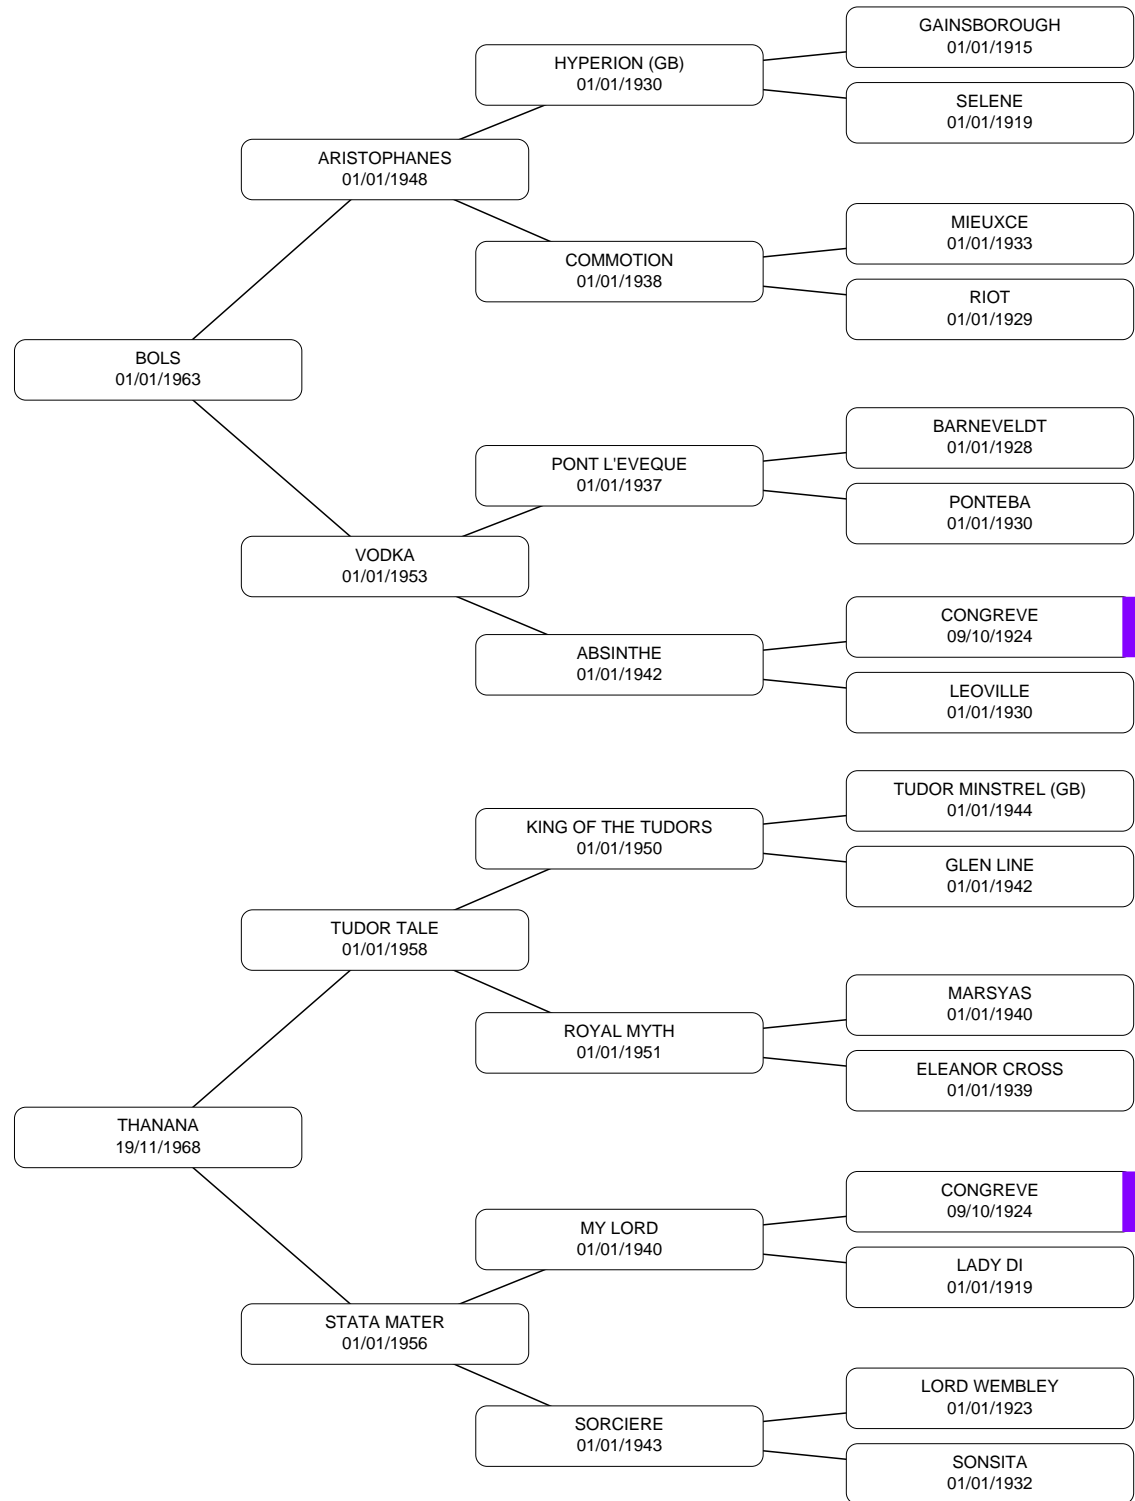 GAINSBOROUGH
01/01/1915
HYPERION (GB)
01/01/1930
SELENE
01/01/1919
ARISTOPHANES
01/01/1948
MIEUXCE
01/01/1933
COMMOTION
01/01/1938
RIOT
01/01/1929
BOLS
01/01/1963
BARNEVELDT
01/01/1928
PONT L'EVEQUE
01/01/1937
PONTEBA
01/01/1930
VODKA
01/01/1953
CONGREVE
09/10/1924
ABSINTHE
01/01/1942
LEOVILLE
01/01/1930
TUDOR MINSTREL (GB)
01/01/1944
KING OF THE TUDORS
01/01/1950
GLEN LINE
01/01/1942
TUDOR TALE
01/01/1958
MARSYAS
01/01/1940
ROYAL MYTH
01/01/1951
ELEANOR CROSS
01/01/1939
THANANA
19/11/1968
CONGREVE
09/10/1924
MY LORD
01/01/1940
LADY DI
01/01/1919
STATA MATER
01/01/1956
LORD WEMBLEY
01/01/1923
SORCIERE
01/01/1943
SONSITA
01/01/1932